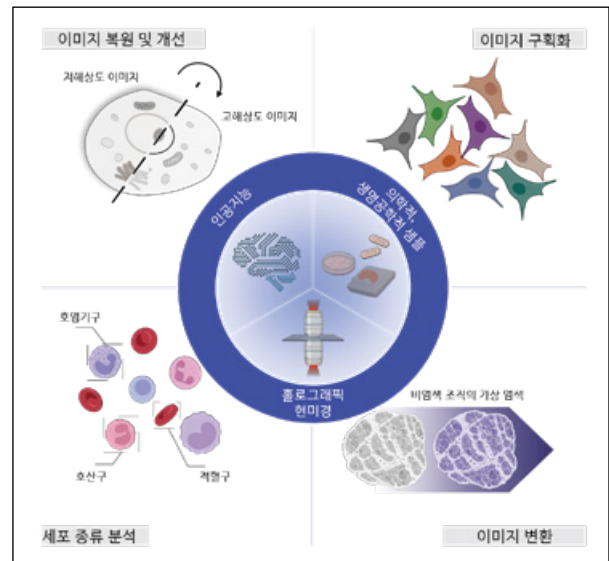 이미지 복원 및 개선
이미지 구획화
저해상도 이미지
고해상도 이미지
인공지능
의학적,
생명공학적 샘플
홀로그래픽
현미경
호염기구
호산구
적혈구
비염색 조직의 가상 염색
세포 종류 분석
이미지 변환